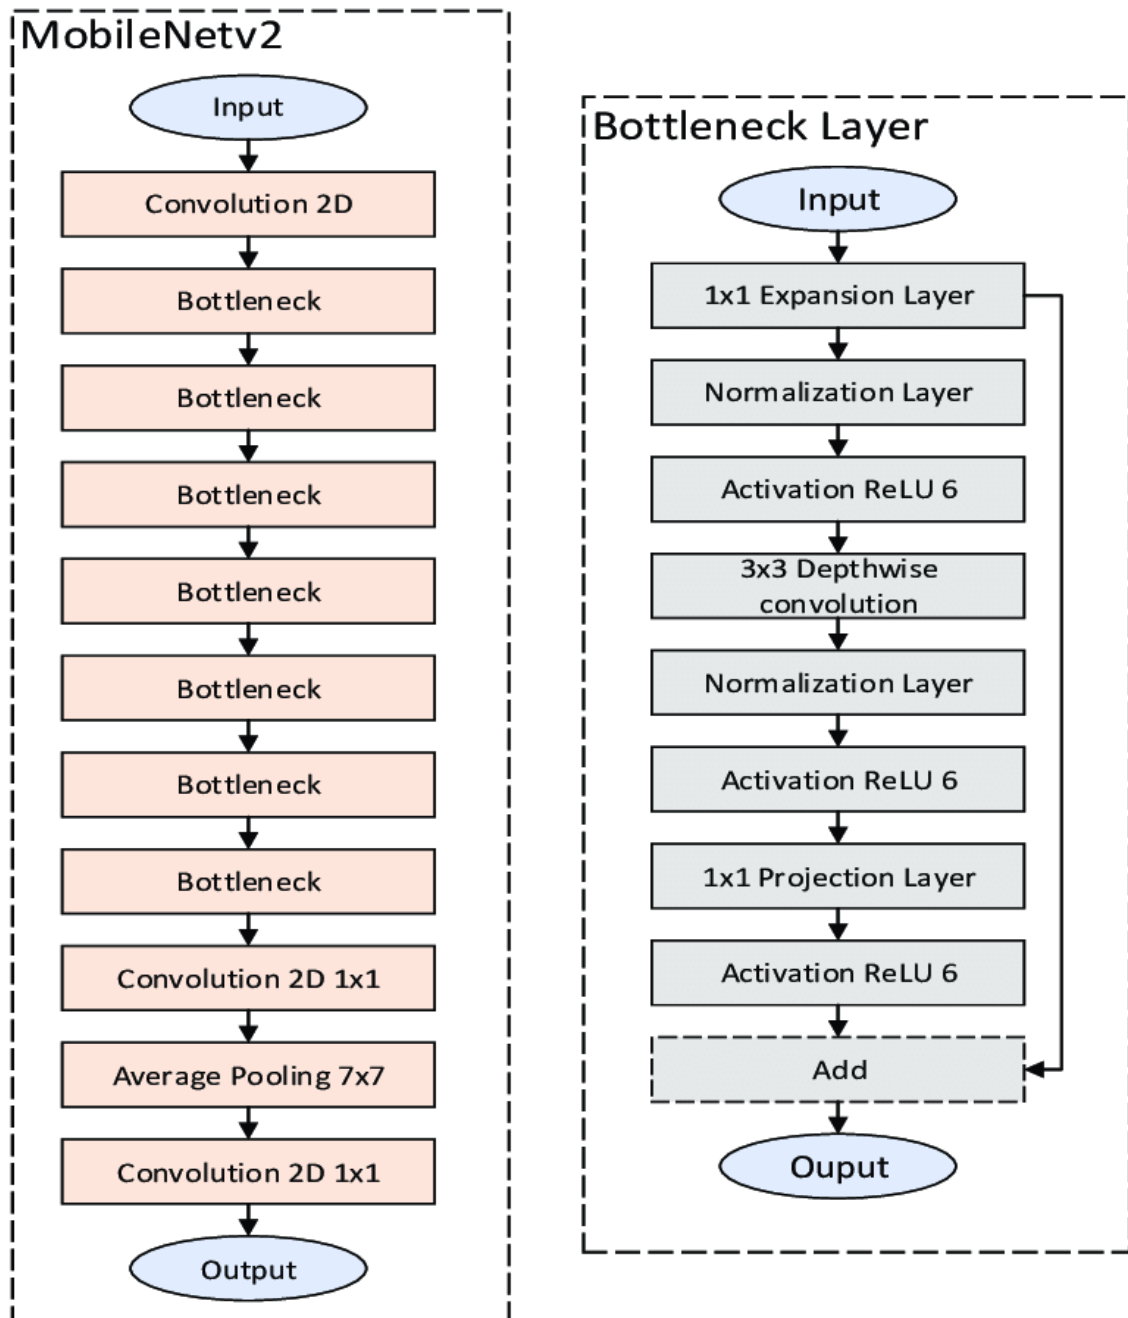 MobileNetv2
Input
Convolution 2D
Bottleneck
Bottleneck
Bottleneck
Bottleneck
Bottleneck
Bottleneck
Bottleneck
Convolution 2D 1x1
Average Pooling 7x7
Convolution 2D 1x1
Output
Bottleneck Layer
Input
1x1 Expansion Layer
Normalization Layer
Activation ReLU 6
3x3 Depthwise
convolution
Normalization Layer
Activation ReLU 6
1x1 Projection Layer
Activation ReLU 6
Add
Ouput